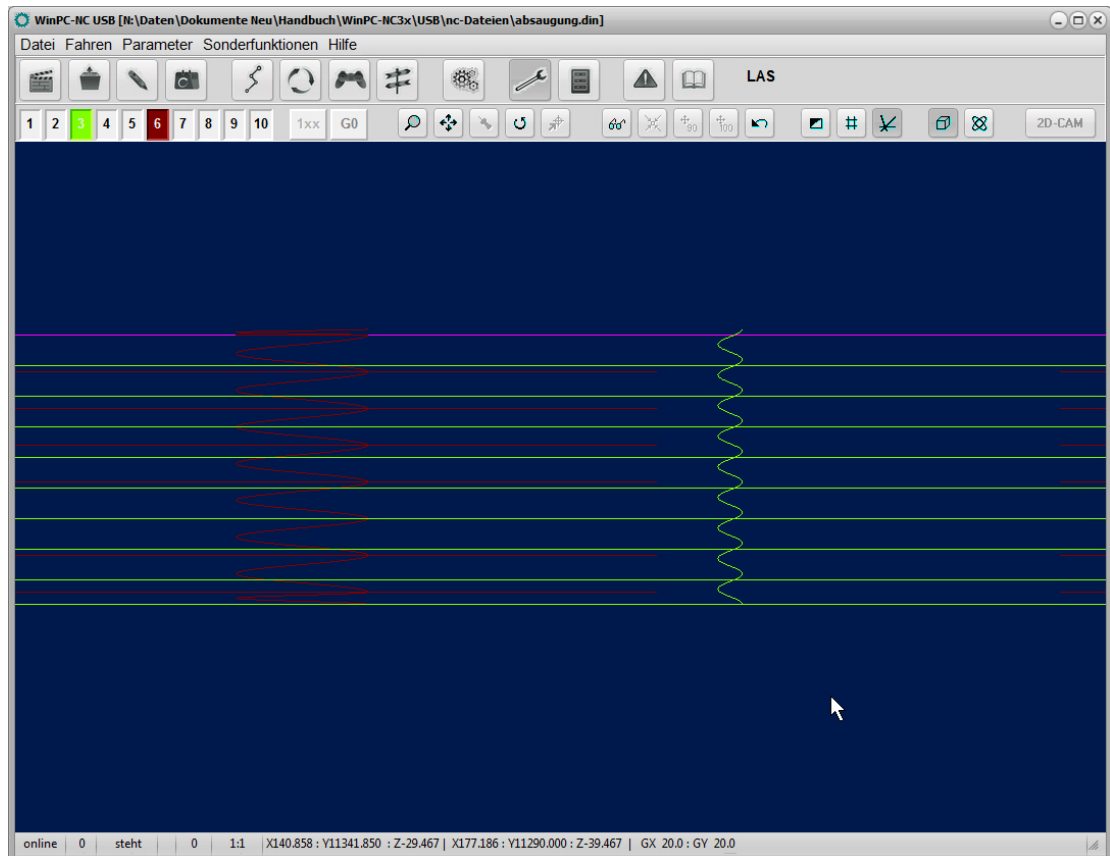 WinPC-NC USB [N:\Daten\Dokumente Neu\Handbuch\WinPC-NC3x\USB\nc-Dateien\absaugung.din]
Datei Fahren Parameter Sonderfunktionen Hilfe
LAS
1 2 3 4 5 6 7 8 9 10 1xx G0 90 100 2D-CAM
online 0 steht 0 1:1 X140.858 : Y11341.850 : Z-29.467 | X177.186 : Y11290.000 : Z-39.467 | GX 20.0 : GY 20.0